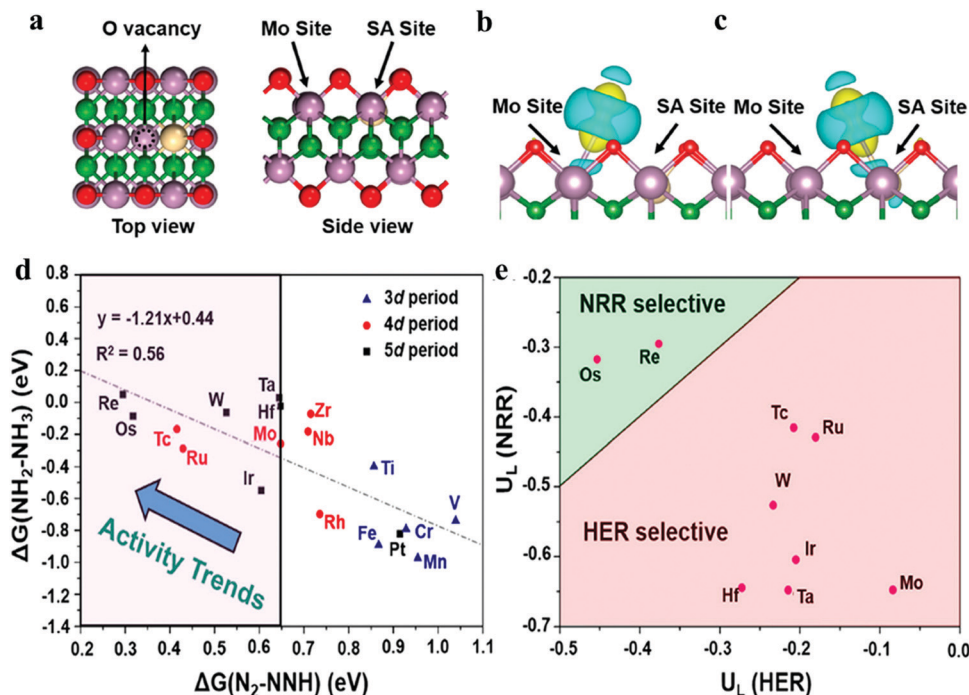 a
O vacancy
Mo Site
SA Site
Top view
Side view
b
Mo Site
SA Site
c
Mo Site
SA Site
d
ΔG(NH₂-NH₃) (eV)
0.8
0.6
0.4
0.2
0.0
-0.2
-0.4
-0.6
-0.8
-1.0
-1.2
-1.4
y = -1.21x+0.44
R² = 0.56
3d period
4d period
5d period
Re
Os
W
Ta
Hf
Zr
Tc
Ru
Mo
Nb
Ir
Ti
Rh
V
Fe
Cr
Pt
Mn
Activity Trends
0.2 0.3 0.4 0.5 0.6 0.7 0.8 0.9 1.0 1.1
ΔG(N₂-NNH) (eV)
e
U_L (NRR)
-0.2
-0.3
-0.4
-0.5
-0.6
-0.7
NRR selective
Os
Re
Tc
Ru
W
HER selective
Ir
Hf
Ta
Mo
-0.5 -0.4 -0.3 -0.2 -0.1 0.0
U_L (HER)